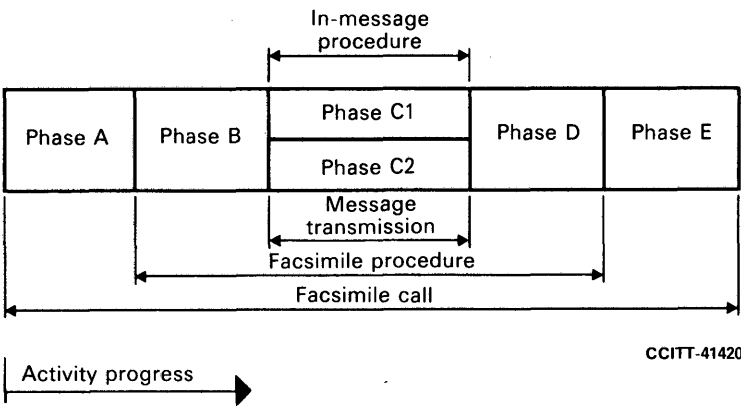 In-message
procedure
Phase A
Phase B
Phase C1
Phase C2
Phase D
Phase E
Message
transmission
Facsimile procedure
Facsimile call
CCITT-41420
Activity progress